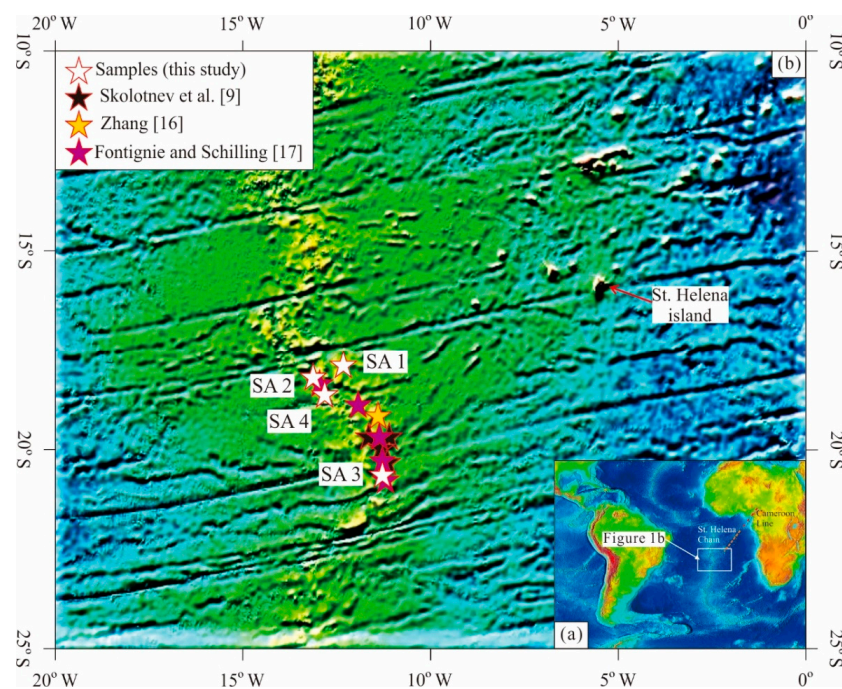 20° W
15° W
10° W
5° W
0°
10° S
10° S
(b)
Samples (this study)
Skolotnev et al. [9]
Zhang [16]
Fontignie and Schilling [17]
15° S
15° S
St. Helena
island
SA 1
SA 2
SA 4
20° S
20° S
SA 3
Cameroon
Line
St. Helena
Chain
Figure 1b
(a)
25° S
25° S
20° W
15° W
10° W
5° W
0°